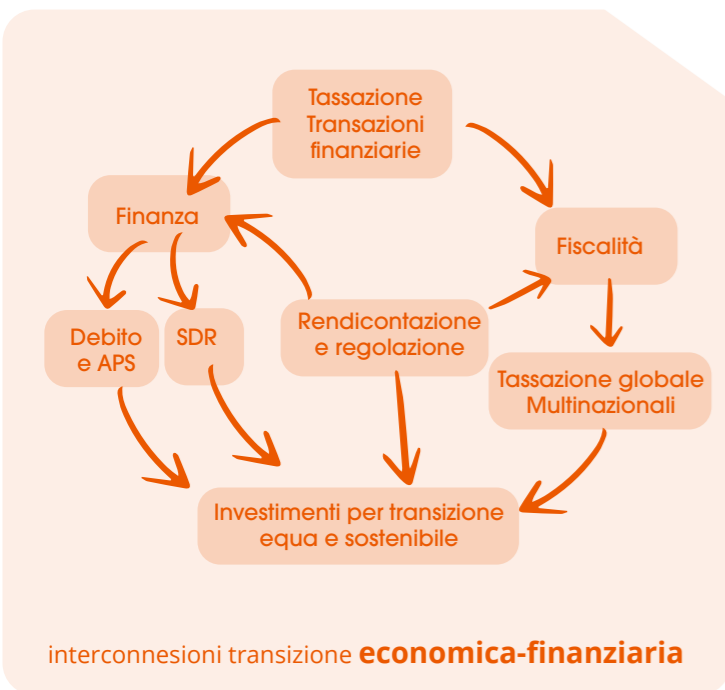 Tassazione
Transazioni
finanziarie
Finanza
Fiscalità
Debito
e APS
SDR
Rendicontazione
e regolazione
Tassazione globale
Multinazionali
Investimenti per transizione
equa e sostenibile
interconnesioni transizione economica-finanziaria